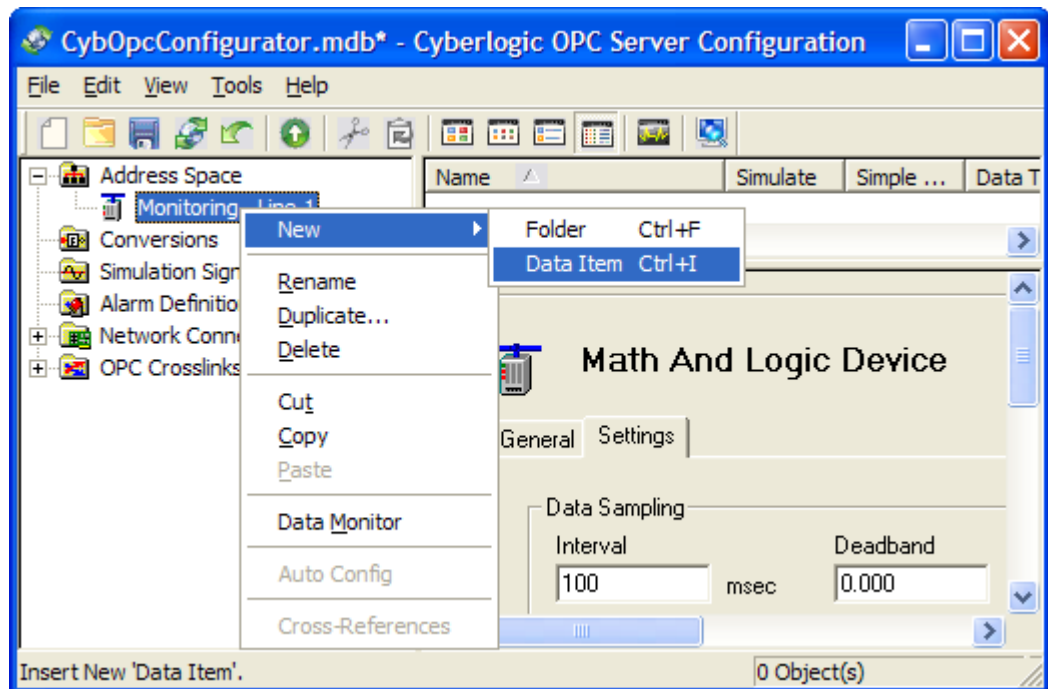 CybOpcConfigurator.mdb* - Cyberlogic OPC Server Configuration
File Edit View Tools Help
Address Space
Monitoring - Line 1
Conversions
Simulation Sign
Alarm Definitio
Network Conn
OPC Crosslinks
Name Simulate Simple ... Data T
New
Rename
Duplicate...
Delete
Cut
Copy
Paste
Data Monitor
Auto Config
Cross-References
Folder Ctrl+F
Data Item Ctrl+I
Math And Logic Device
General Settings
Data Sampling
Interval Deadband
100 msec 0.000
Insert New 'Data Item'. 0 Object(s)